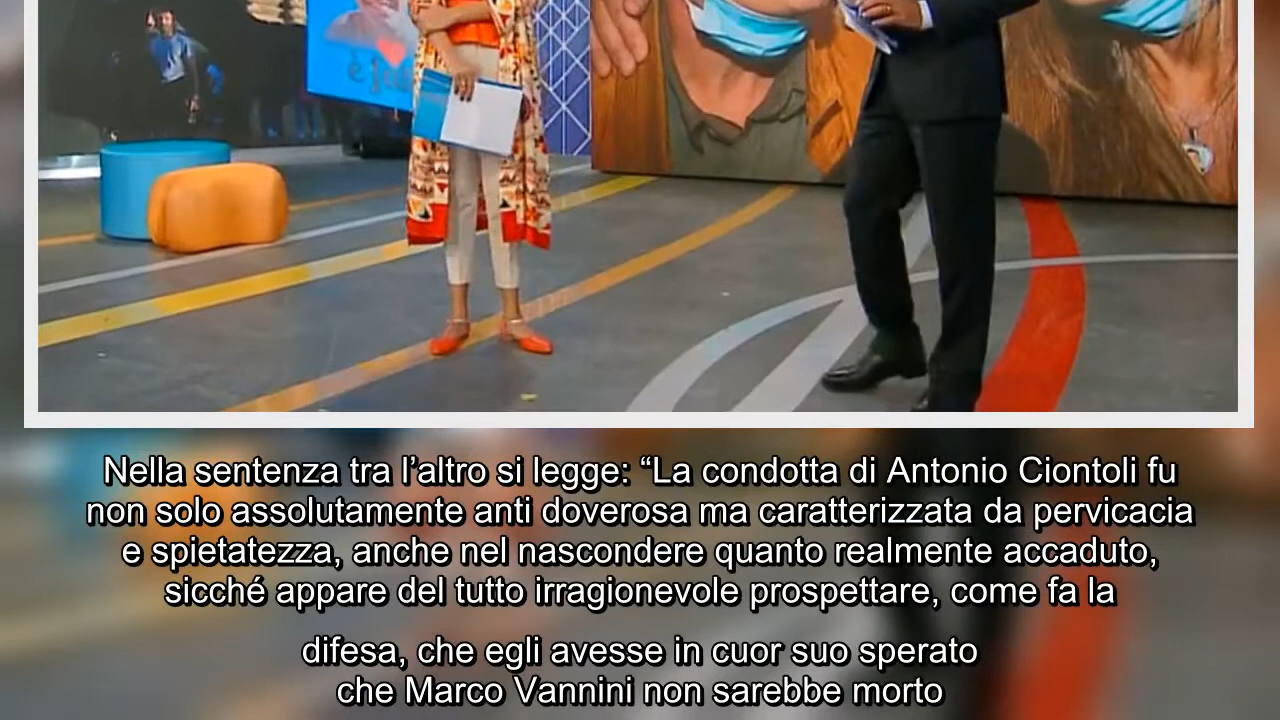 Nella sentenza tra l’altro si legge: “La condotta di Antonio Ciontoli fu
non solo assolutamente anti doverosa ma caratterizzata da pervicacia
e spietatezza, anche nel nascondere quanto realmente accaduto,
sicché appare del tutto irragionevole prospettare, come fa la
difesa, che egli avesse in cuor suo sperato
che Marco Vannini non sarebbe morto